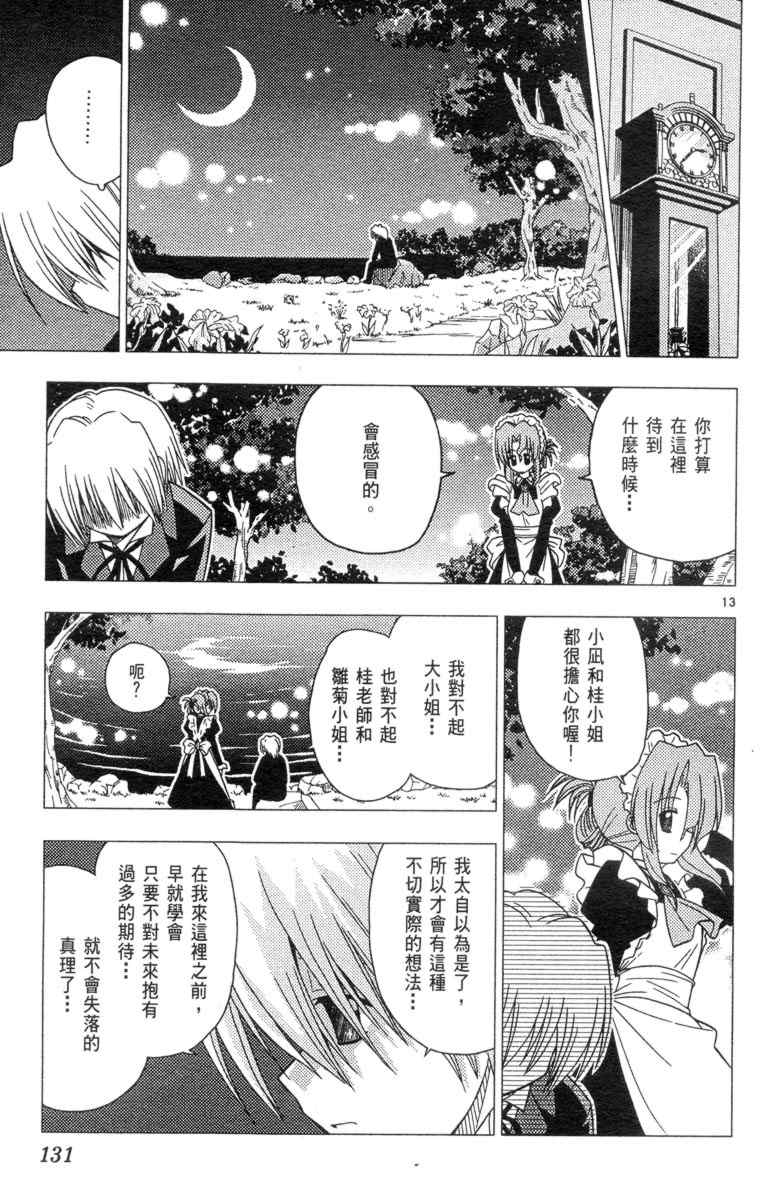 ………
你打算
在這裡
待到
什麼時候…
會感冒的。
13
小凪和桂小姐
都很擔心你喔！
我對不起
大小姐…
也對不起
桂老師和
雛菊小姐…
呃？
我太自以為是了，
所以才會有這種
不切實際的想法…
在我來這裡之前，
早就學會
只要不對未來抱有
過多的期待…
就不會失落的
真理了…
131